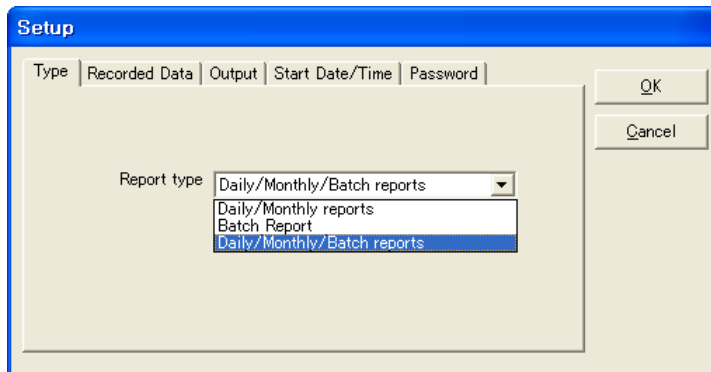 Setup
Type Recorded Data Output Start Date/Time Password
OK
Cancel
Report type Daily/Monthly/Batch reports
Daily/Monthly reports
Batch Report
Daily/Monthly/Batch reports